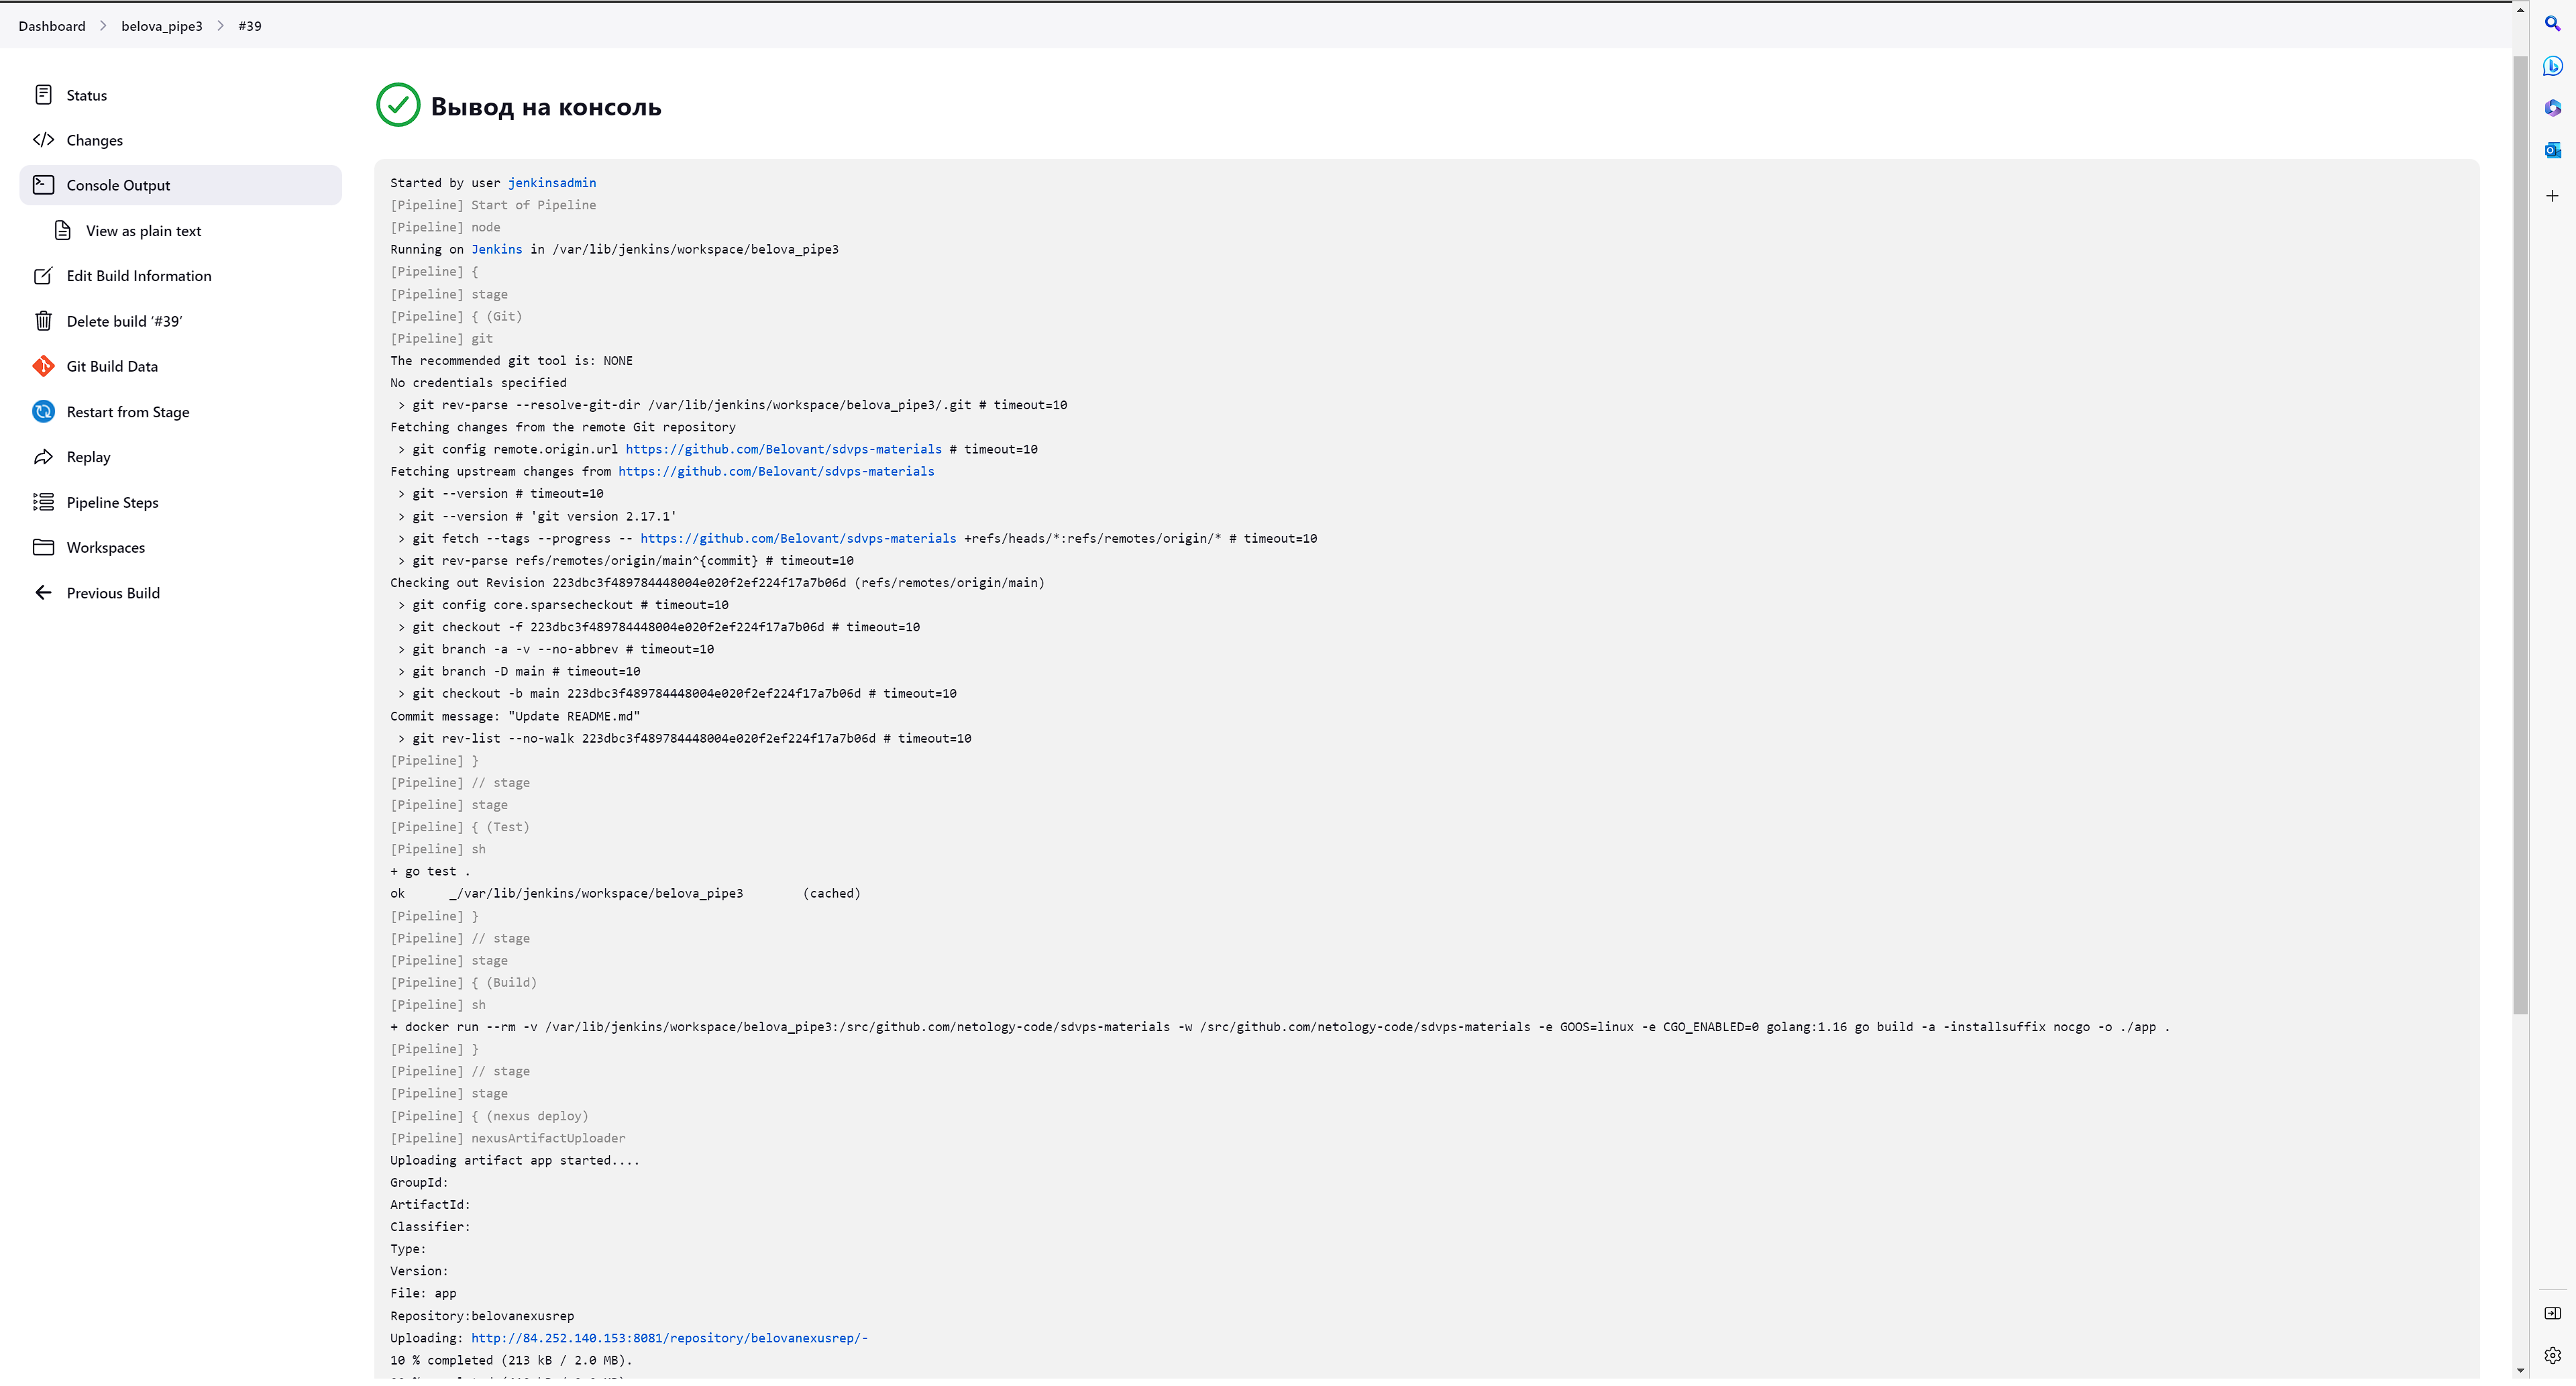 Dashboard > belova_pipe3 > #39
Status
Changes
Console Output
View as plain text
Edit Build Information
Delete build ‘#39’
Git Build Data
Restart from Stage
Replay
Pipeline Steps
Workspaces
Previous Build
Вывод на консоль
Started by user jenkinsadmin
[Pipeline] Start of Pipeline
[Pipeline] node
Running on Jenkins in /var/lib/jenkins/workspace/belova_pipe3
[Pipeline] {
[Pipeline] stage
[Pipeline] { (Git)
[Pipeline] git
The recommended git tool is: NONE
No credentials specified
 > git rev-parse --resolve-git-dir /var/lib/jenkins/workspace/belova_pipe3/.git # timeout=10
Fetching changes from the remote Git repository
 > git config remote.origin.url https://github.com/Belovant/sdvps-materials # timeout=10
Fetching upstream changes from https://github.com/Belovant/sdvps-materials
 > git --version # timeout=10
 > git --version # 'git version 2.17.1'
 > git fetch --tags --progress -- https://github.com/Belovant/sdvps-materials +refs/heads/*:refs/remotes/origin/* # timeout=10
 > git rev-parse refs/remotes/origin/main^{commit} # timeout=10
Checking out Revision 223dbc3f489784448004e020f2ef224f17a7b06d (refs/remotes/origin/main)
 > git config core.sparsecheckout # timeout=10
 > git checkout -f 223dbc3f489784448004e020f2ef224f17a7b06d # timeout=10
 > git branch -a -v --no-abbrev # timeout=10
 > git branch -D main # timeout=10
 > git checkout -b main 223dbc3f489784448004e020f2ef224f17a7b06d # timeout=10
Commit message: "Update README.md"
 > git rev-list --no-walk 223dbc3f489784448004e020f2ef224f17a7b06d # timeout=10
[Pipeline] }
[Pipeline] // stage
[Pipeline] stage
[Pipeline] { (Test)
[Pipeline] sh
+ go test .
ok _/var/lib/jenkins/workspace/belova_pipe3 (cached)
[Pipeline] }
[Pipeline] // stage
[Pipeline] stage
[Pipeline] { (Build)
[Pipeline] sh
+ docker run --rm -v /var/lib/jenkins/workspace/belova_pipe3:/src/github.com/netology-code/sdvps-materials -w /src/github.com/netology-code/sdvps-materials -e GOOS=linux -e CGO_ENABLED=0 golang:1.16 go build -a -installsuffix nocgo -o ./app .
[Pipeline] }
[Pipeline] // stage
[Pipeline] stage
[Pipeline] { (nexus deploy)
[Pipeline] nexusArtifactUploader
Uploading artifact app started....
GroupId:
ArtifactId:
Classifier:
Type:
Version:
File: app
Repository:belovanexusrep
Uploading: http://84.252.140.153:8081/repository/belovanexusrep/-
10 % completed (213 kB / 2.0 MB).